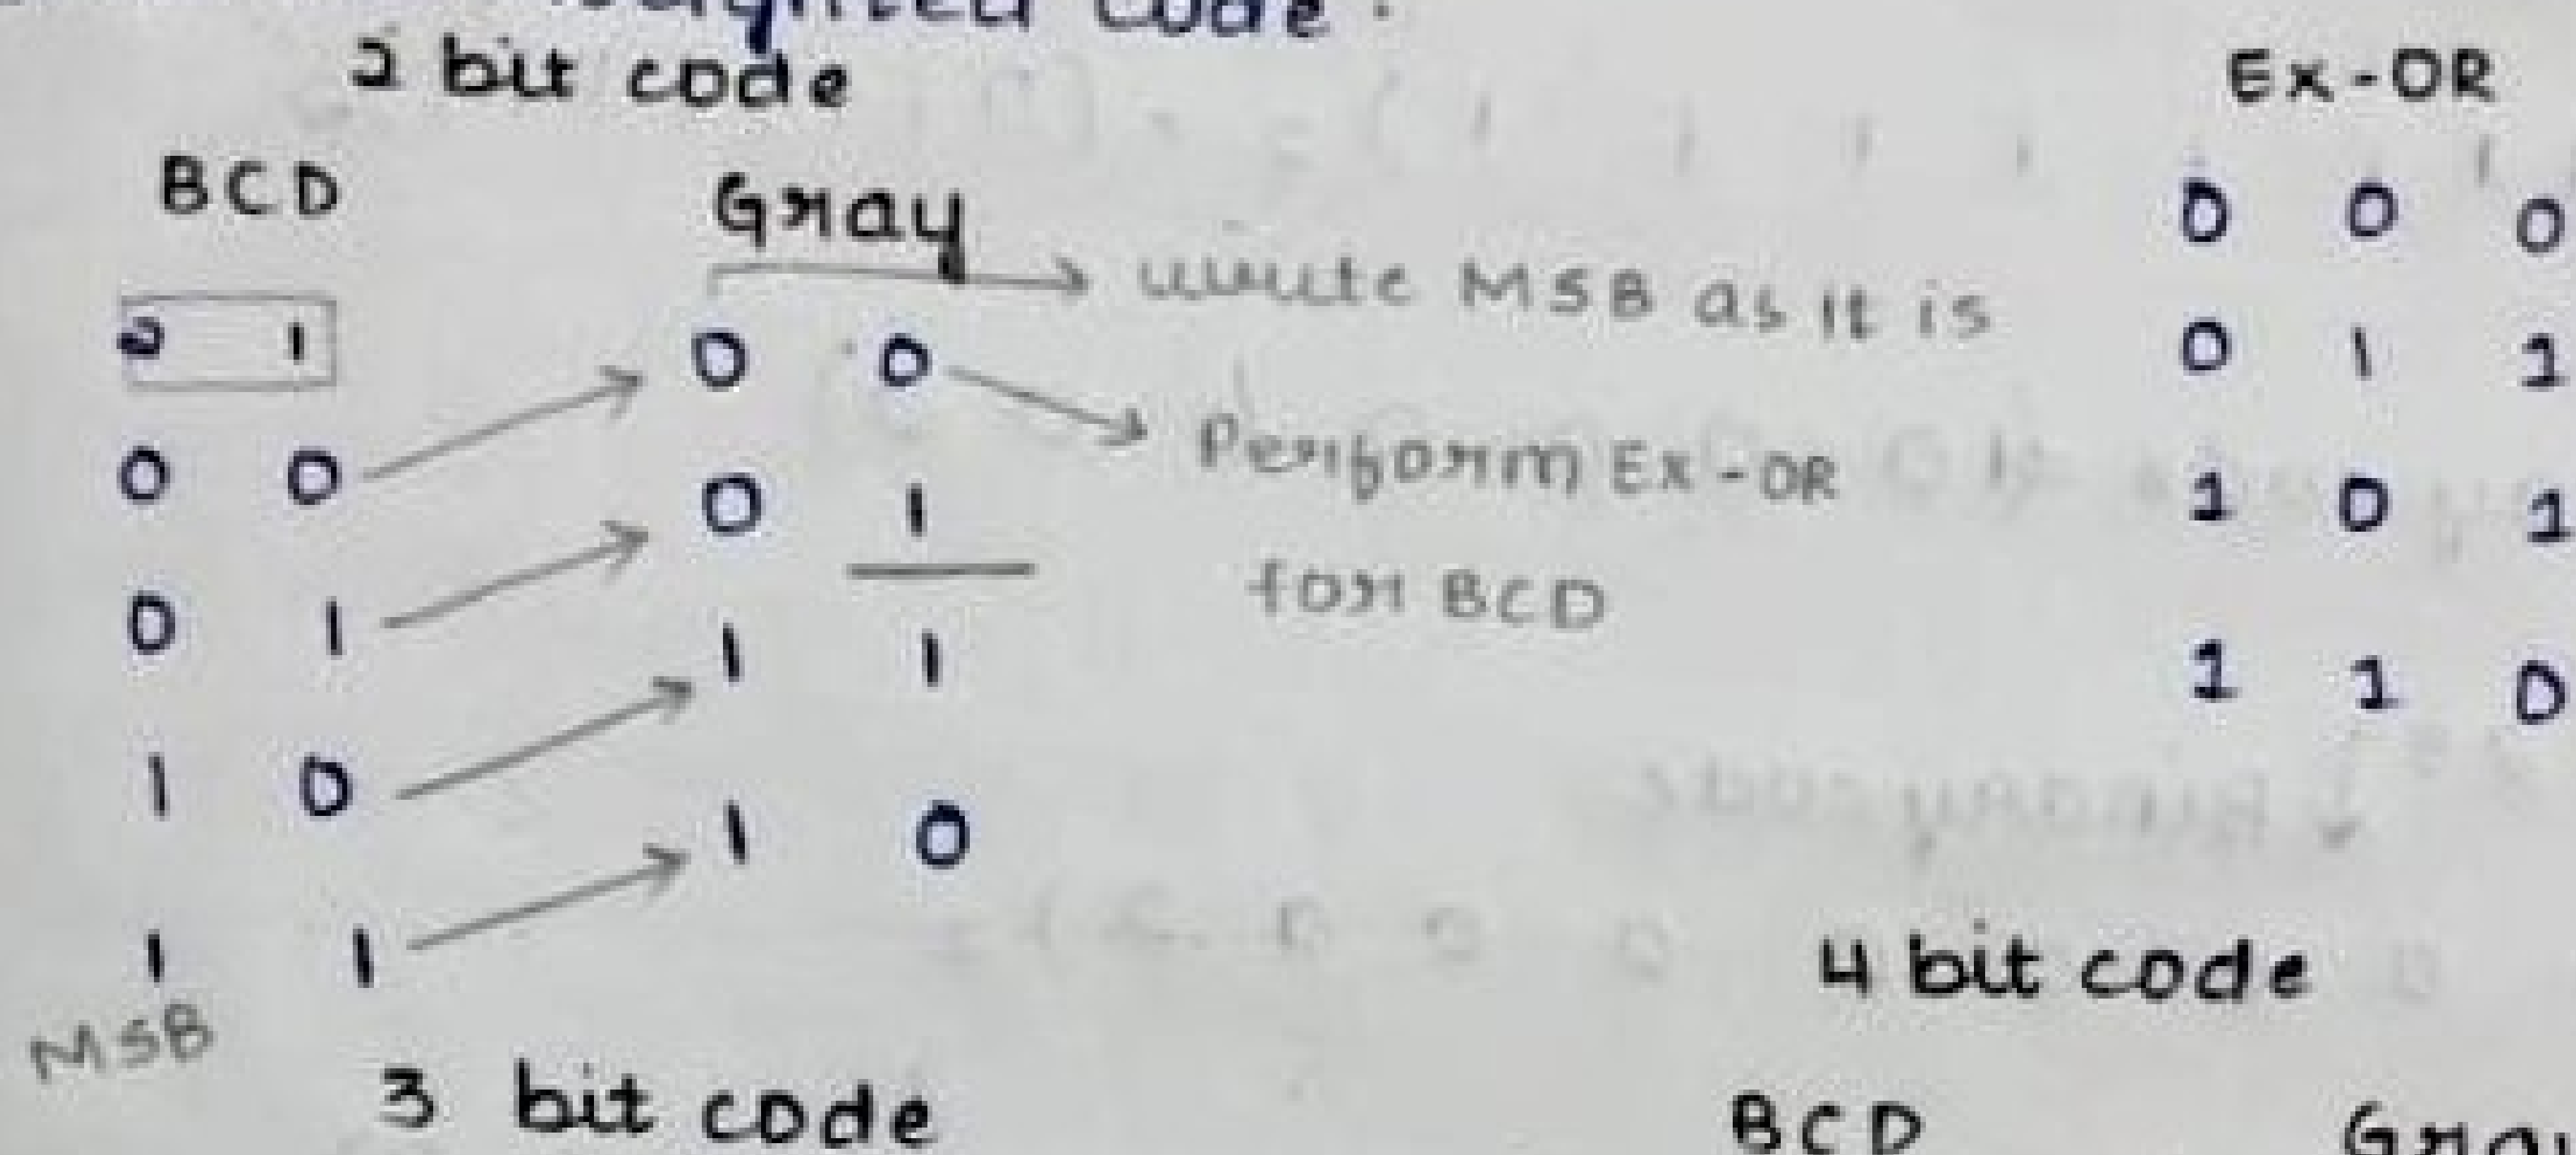 code.
2 bit code
Ex-OR
BCD
Gray
write MSB as it is
2 1
0 0
Perform Ex-OR
for BCD
0 0
0 1
0 1
1 1
1 0
1 0
1 1
MSB
0 0 0
0 1 1
1 0 1
1 1 0
3 bit code
4 bit code
BCD